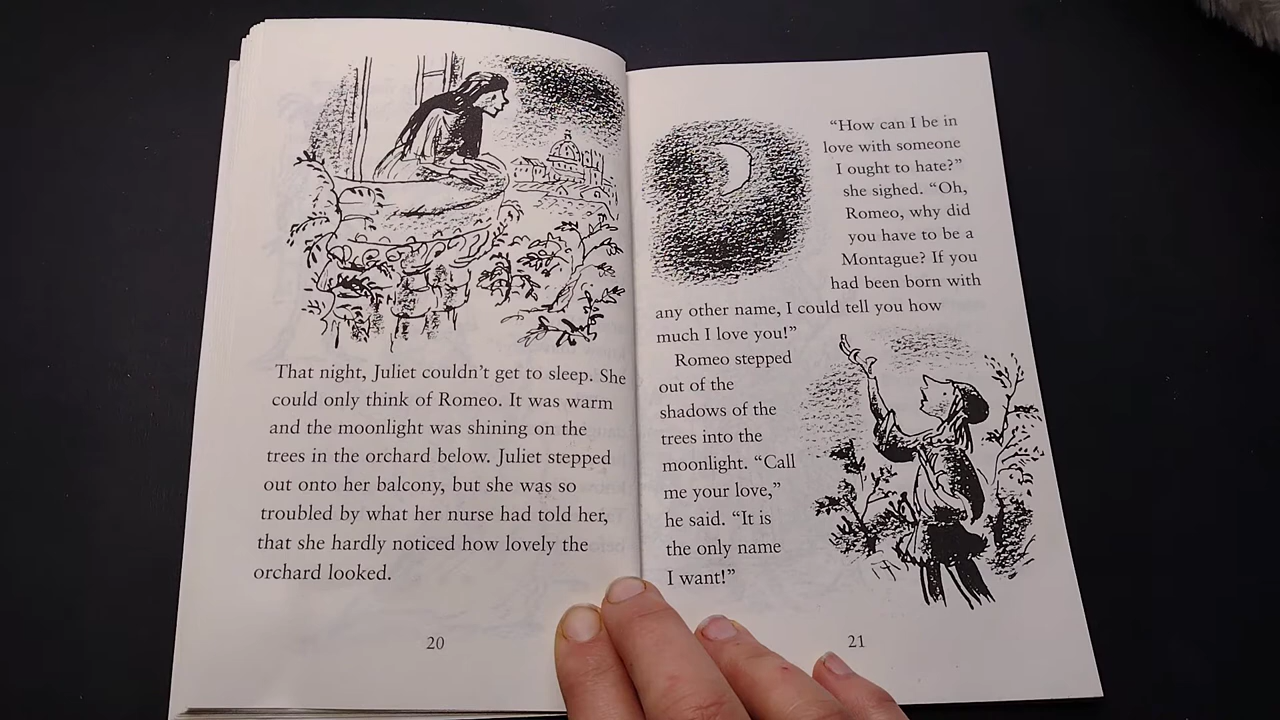 That night, Juliet couldn't get to sleep. She
could only think of Romeo. It was warm
and the moonlight was shining on the
trees in the orchard below. Juliet stepped
out onto her balcony, but she was so
troubled by what her nurse had told her,
that she hardly noticed how lovely the
orchard looked.
20
“How can I be in
love with someone
I ought to hate?”
she sighed. “Oh,
Romeo, why did
you have to be a
Montague? If you
had been born with
any other name, I could tell you how
much I love you!”
Romeo stepped
out of the
shadows of the
trees into the
moonlight. “Call
me your love,”
he said. “It is
the only name
I want!”
21